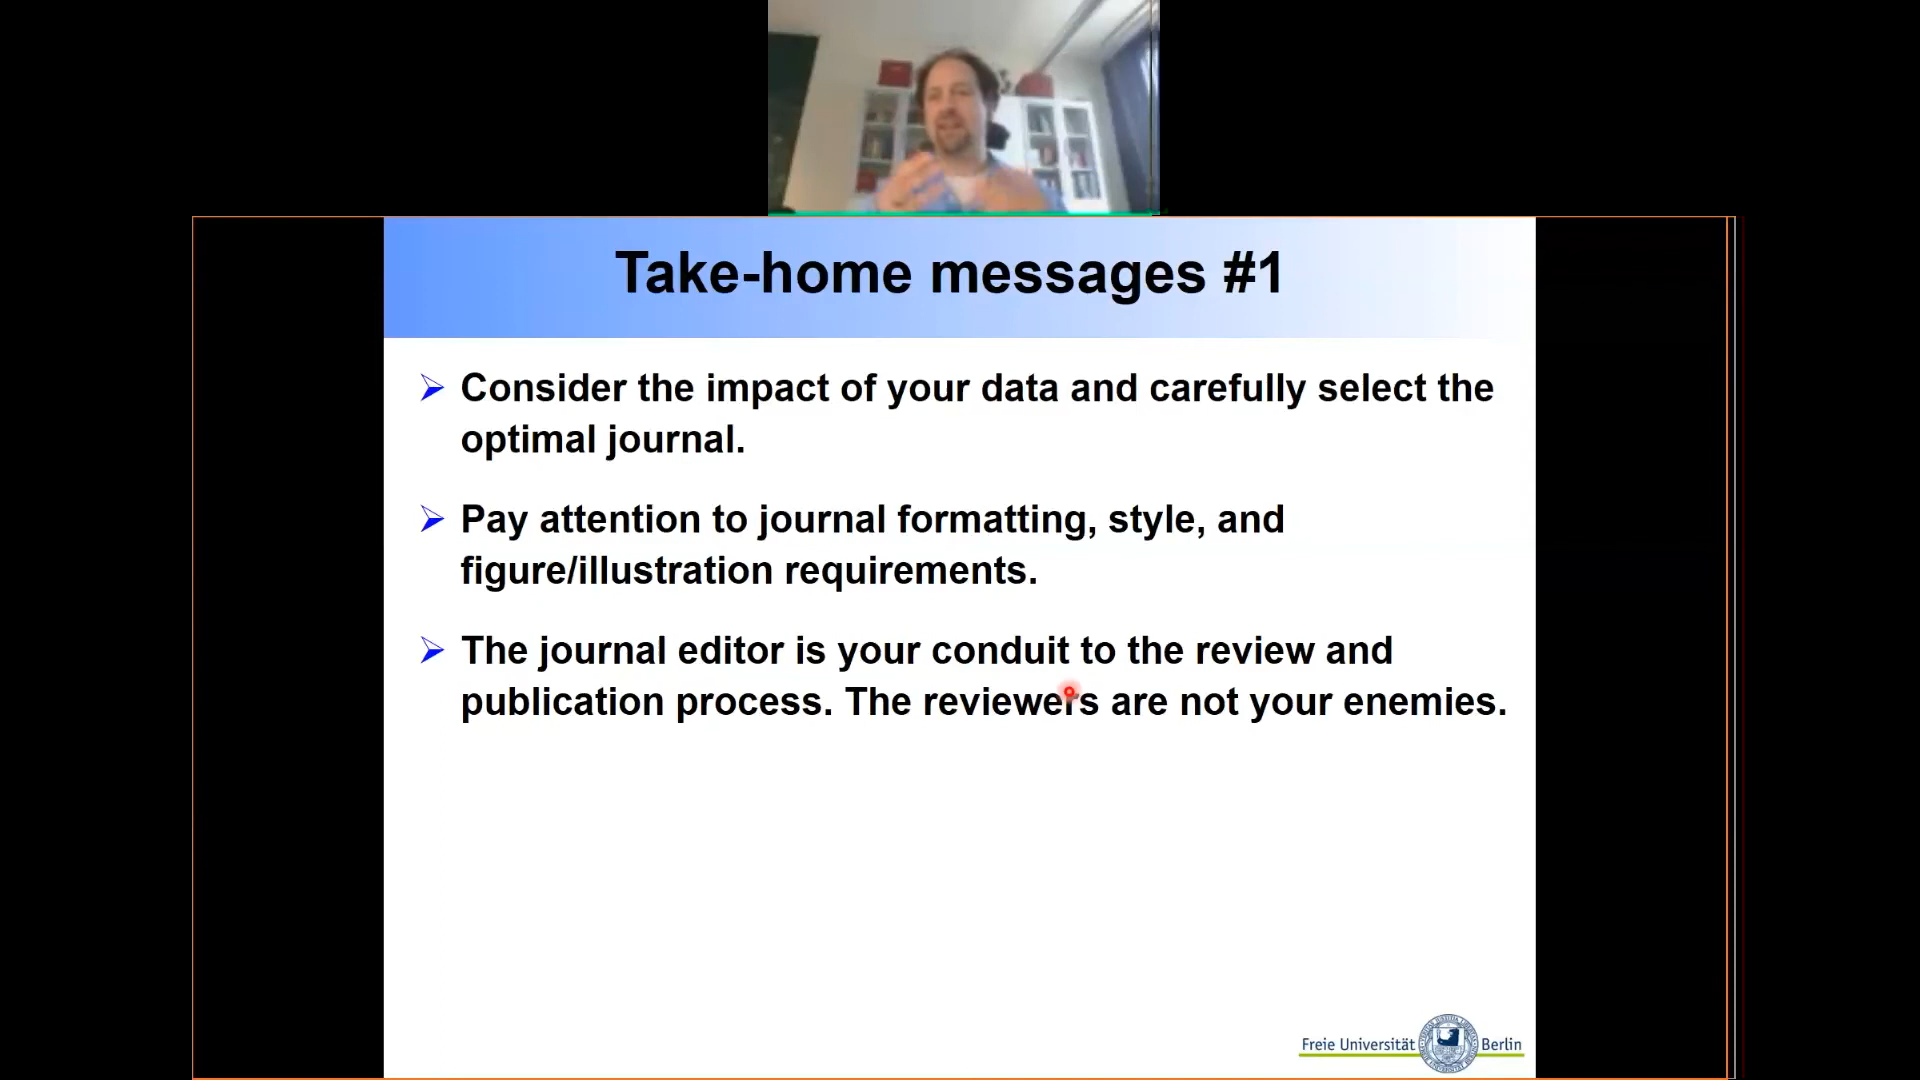 Take-home messages #1
Consider the impact of your data and carefully select the
optimal journal.
Pay attention to journal formatting, style, and
figure/illustration requirements.
The journal editor is your conduit to the review and
publication process. The reviewers are not your enemies.
Freie Universität Berlin